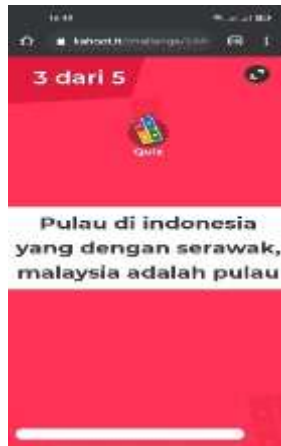 3 dari 5
Quiz
Pulau di indonesia
yang dengan serawak,
malaysia adalah pulau